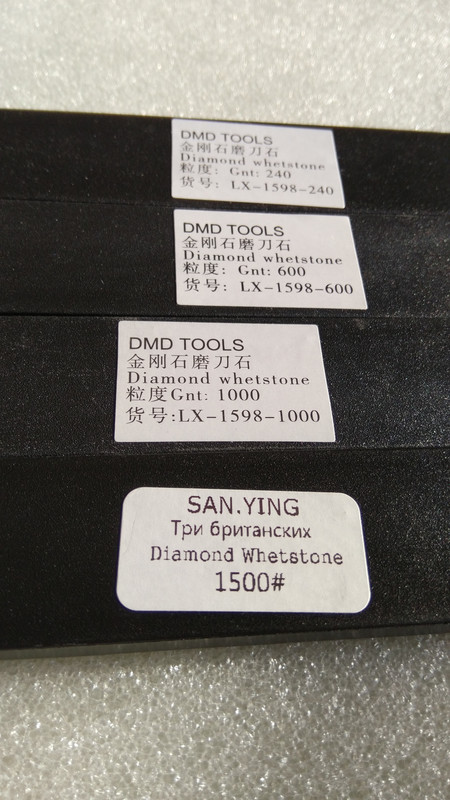 DMD TOOLS
金刚石磨刀石
Diamond whetstone
粒度: Gnt: 240
货号: LX-1598-240
DMD TOOLS
金刚石磨刀石
Diamond whetstone
粒度: Gnt: 600
货号: LX-1598-600
DMD TOOLS
金刚石磨刀石
Diamond whetstone
粒度Gnt: 1000
货号:LX-1598-1000
SAN.YING
Три британских
Diamond Whetstone
1500#